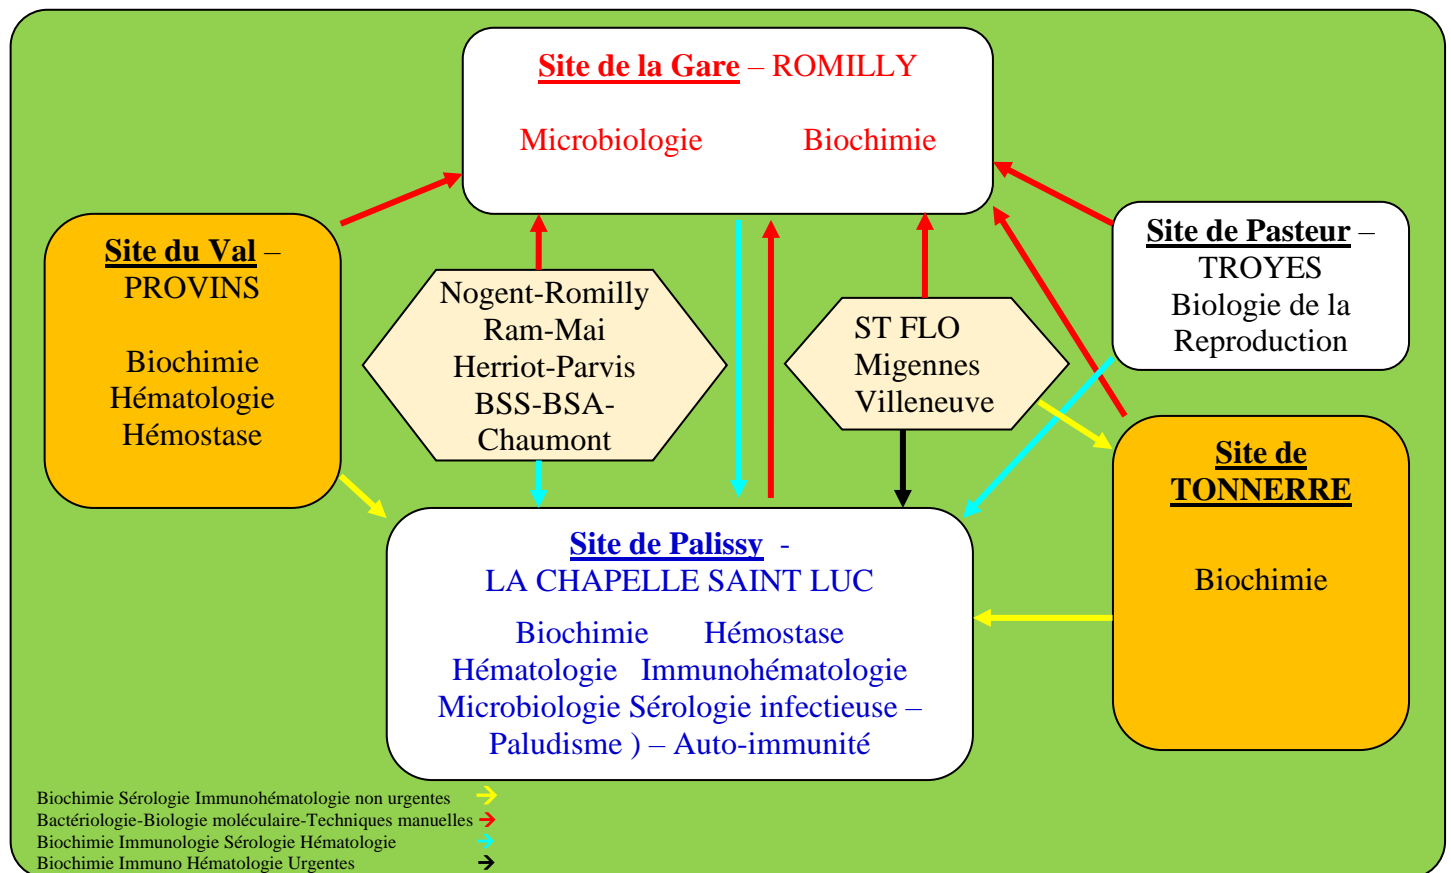 Site de la Gare – ROMILLY
Microbiologie Biochimie
Site du Val –
PROVINS
Biochimie
Hématologie
Hémostase
Nogent-Romilly
Ram-Mai
Herriot-Parvis
BSS-BSA-
Chaumont
ST FLO
Migennes
Villeneuve
Site de Pasteur –
TROYES
Biologie de la
Reproduction
Site de
TONNERRE
Biochimie
Site de Palissy -
LA CHAPELLE SAINT LUC
Biochimie Hémostase
Hématologie Immunohématologie
Microbiologie Sérologie infectieuse –
Paludisme ) – Auto-immunité
Biochimie Sérologie Immunohématologie non urgentes
Bactériologie-Biologie moléculaire-Techniques manuelles
Biochimie Immunologie Sérologie Hématologie
Biochimie Immuno Hématologie Urgentes